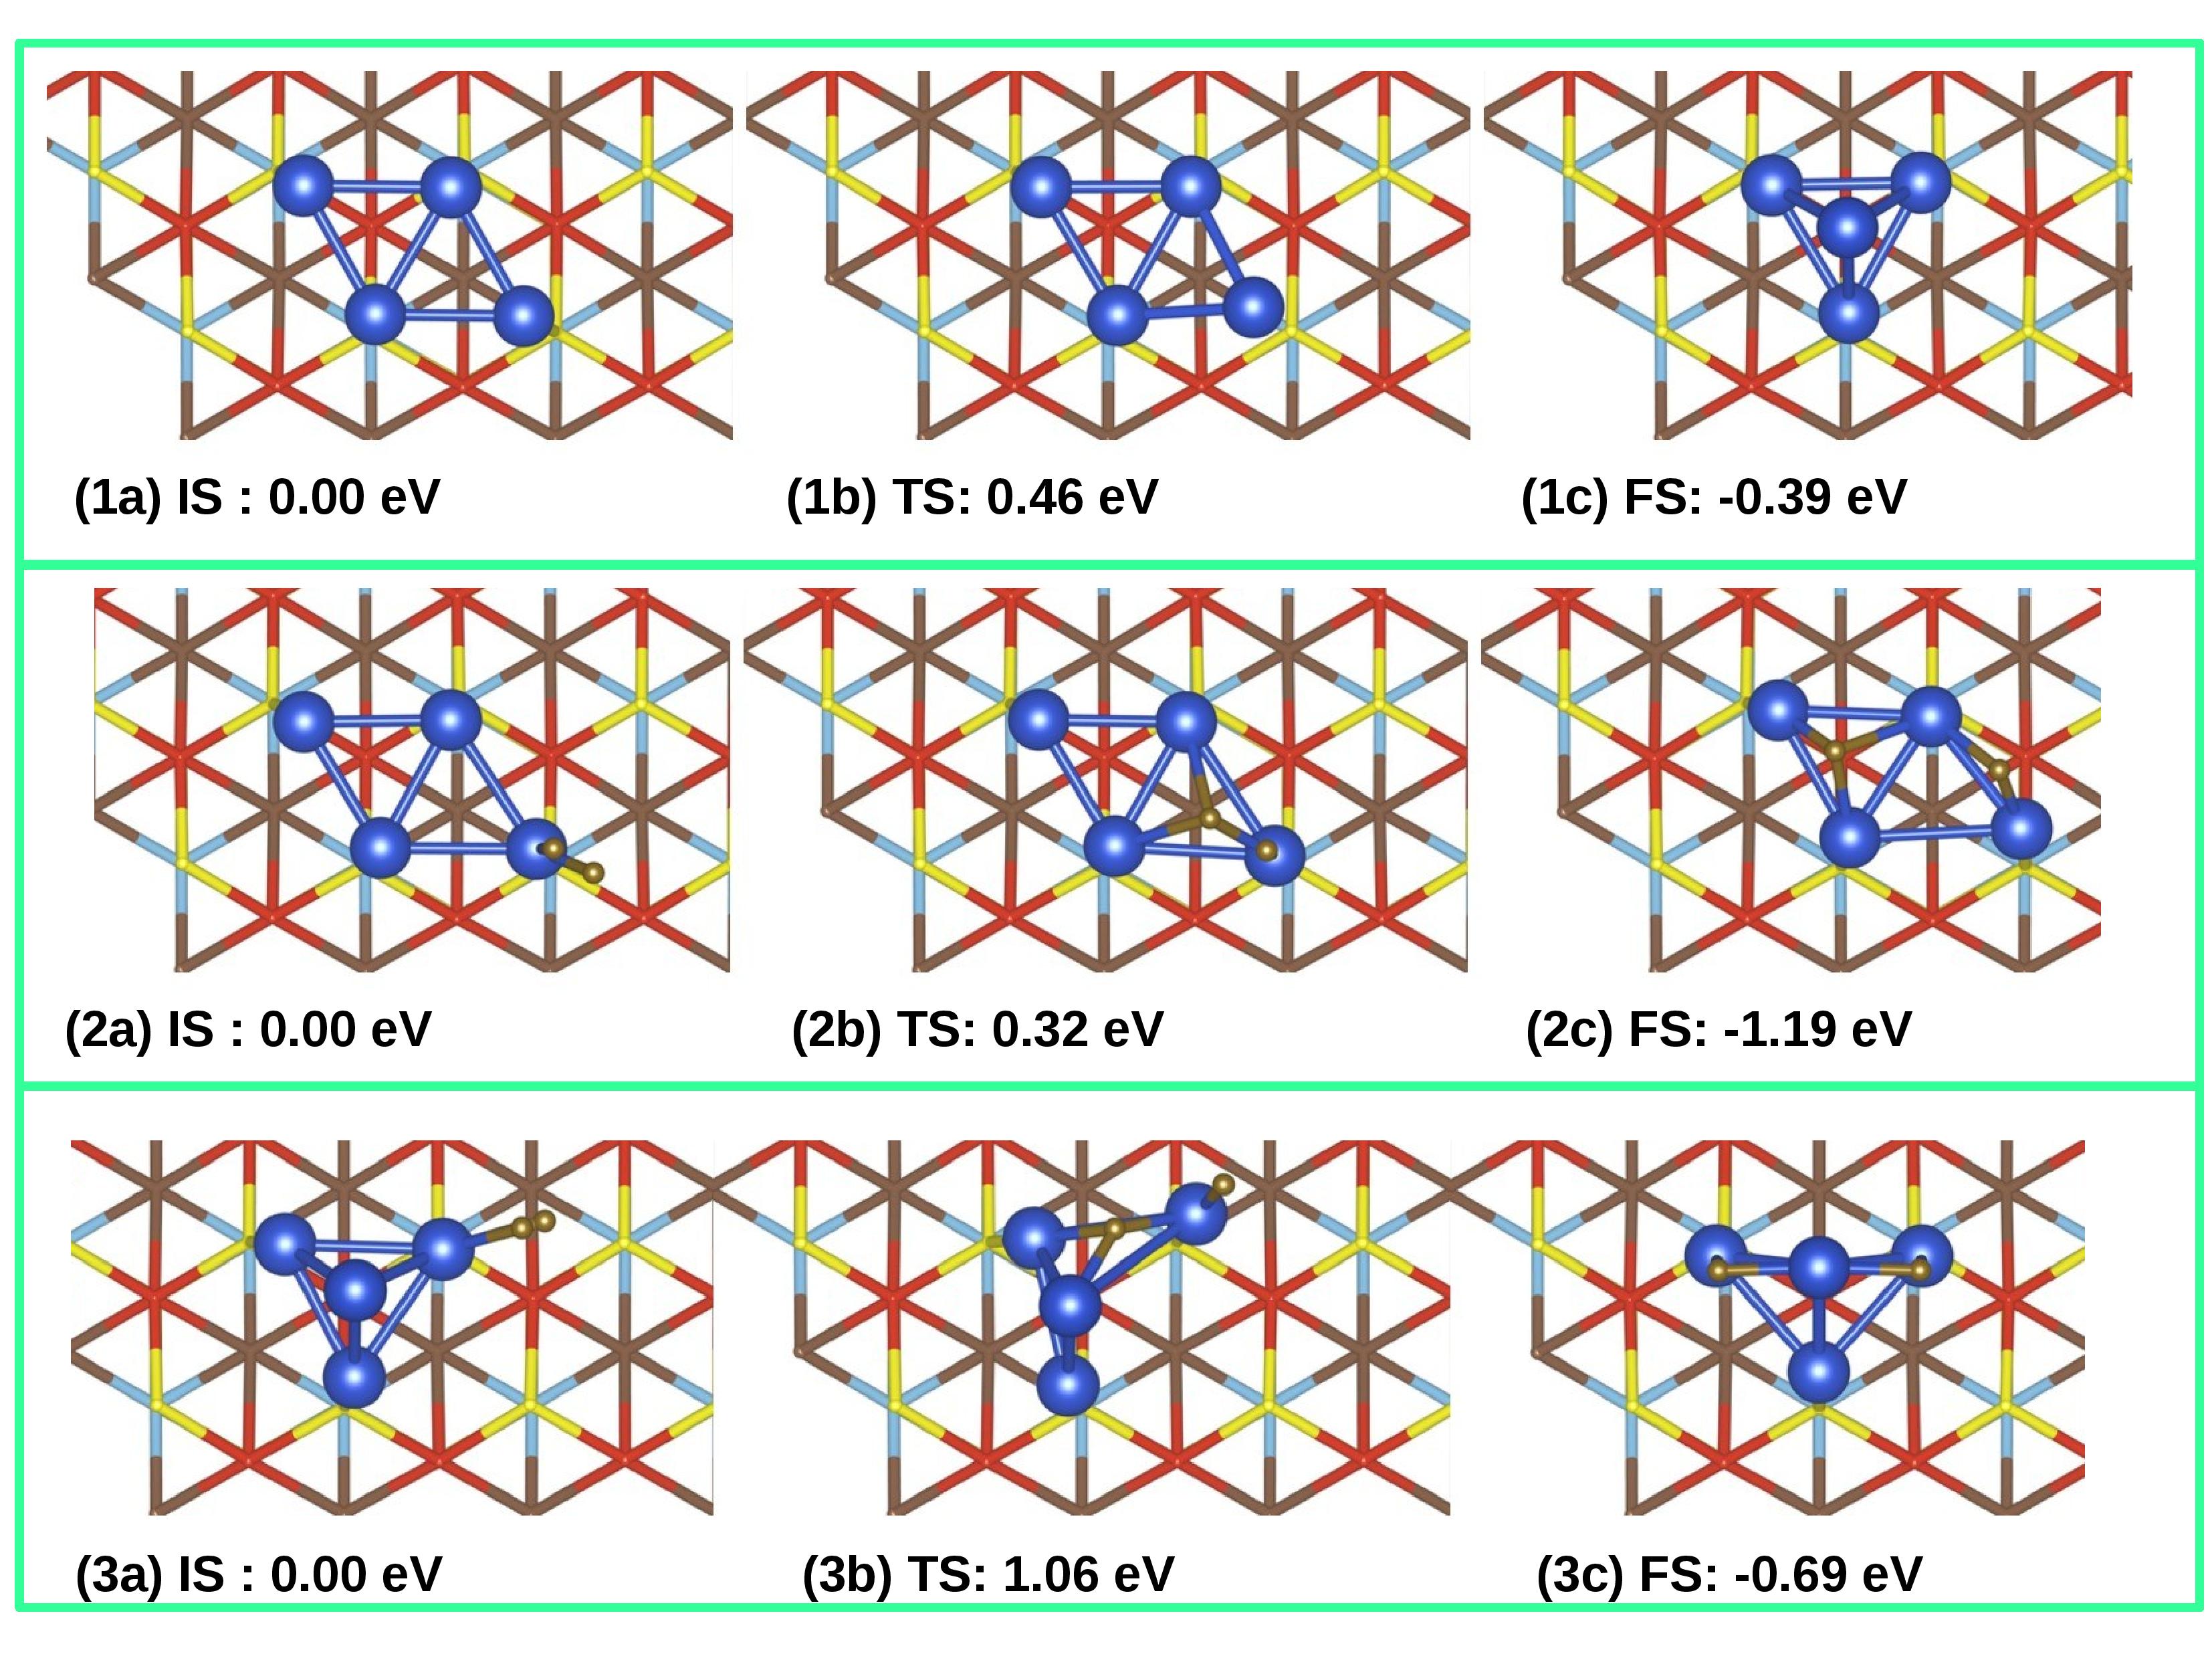 (1a) IS : 0.00 eV
(1b) TS: 0.46 eV
(1c) FS: -0.39 eV
(2a) IS : 0.00 eV
(2b) TS: 0.32 eV
(2c) FS: -1.19 eV
(3a) IS : 0.00 eV
(3b) TS: 1.06 eV
(3c) FS: -0.69 eV